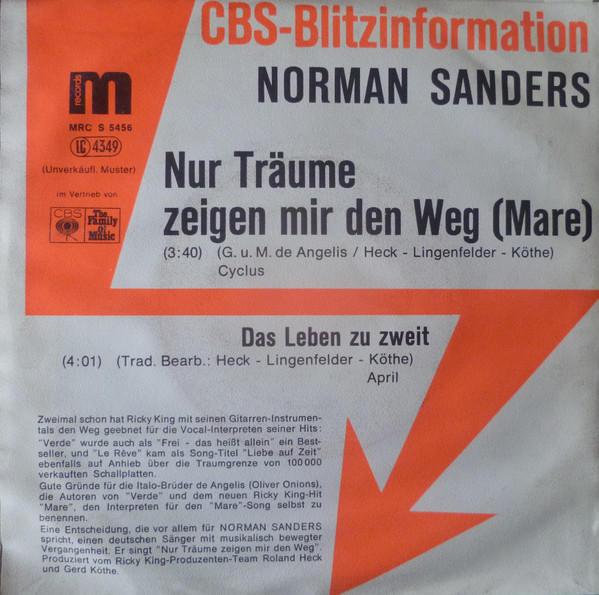 CBS-Blitzinformation
NORMAN SANDERS
records m
MRC S 5456
LC 4349
(Unverkäufl. Muster)
im Vertrieb von
CBS
The Family of Music
Nur Träume
zeigen mir den Weg (Mare)
(3:40) (G. u. M. de Angelis / Heck - Lingenfelder - Köthe)
Cyclus
Das Leben zu zweit
(4:01) (Trad. Bearb.: Heck - Lingenfelder - Köthe)
April
Zweimal schon hat Ricky King mit seinen Gitarren-Instrumen-
tals den Weg geebnet für die Vocal-Interpreten seiner Hits:
"Verde" wurde auch als "Frei - das heißt allein" ein Best-
seller, und "Le Rêve" kam als Song-Titel "Liebe auf Zeit"
ebenfalls auf Anhieb über die Traumgrenze von 100000
verkauften Schallplatten.
Gute Gründe für die Italo-Brüder de Angelis (Oliver Onions),
die Autoren von "Verde" und dem neuen Ricky King-Hit
"Mare", den Interpreten für den "Mare"-Song selbst zu
benennen.
Eine Entscheidung, die vor allem für NORMAN SANDERS
spricht, einen deutschen Sänger mit musikalisch bewegter
Vergangenheit. Er singt "Nur Träume zeigen mir den Weg".
Produziert vom Ricky King-Produzenten-Team Roland Heck
und Gerd Köthe.